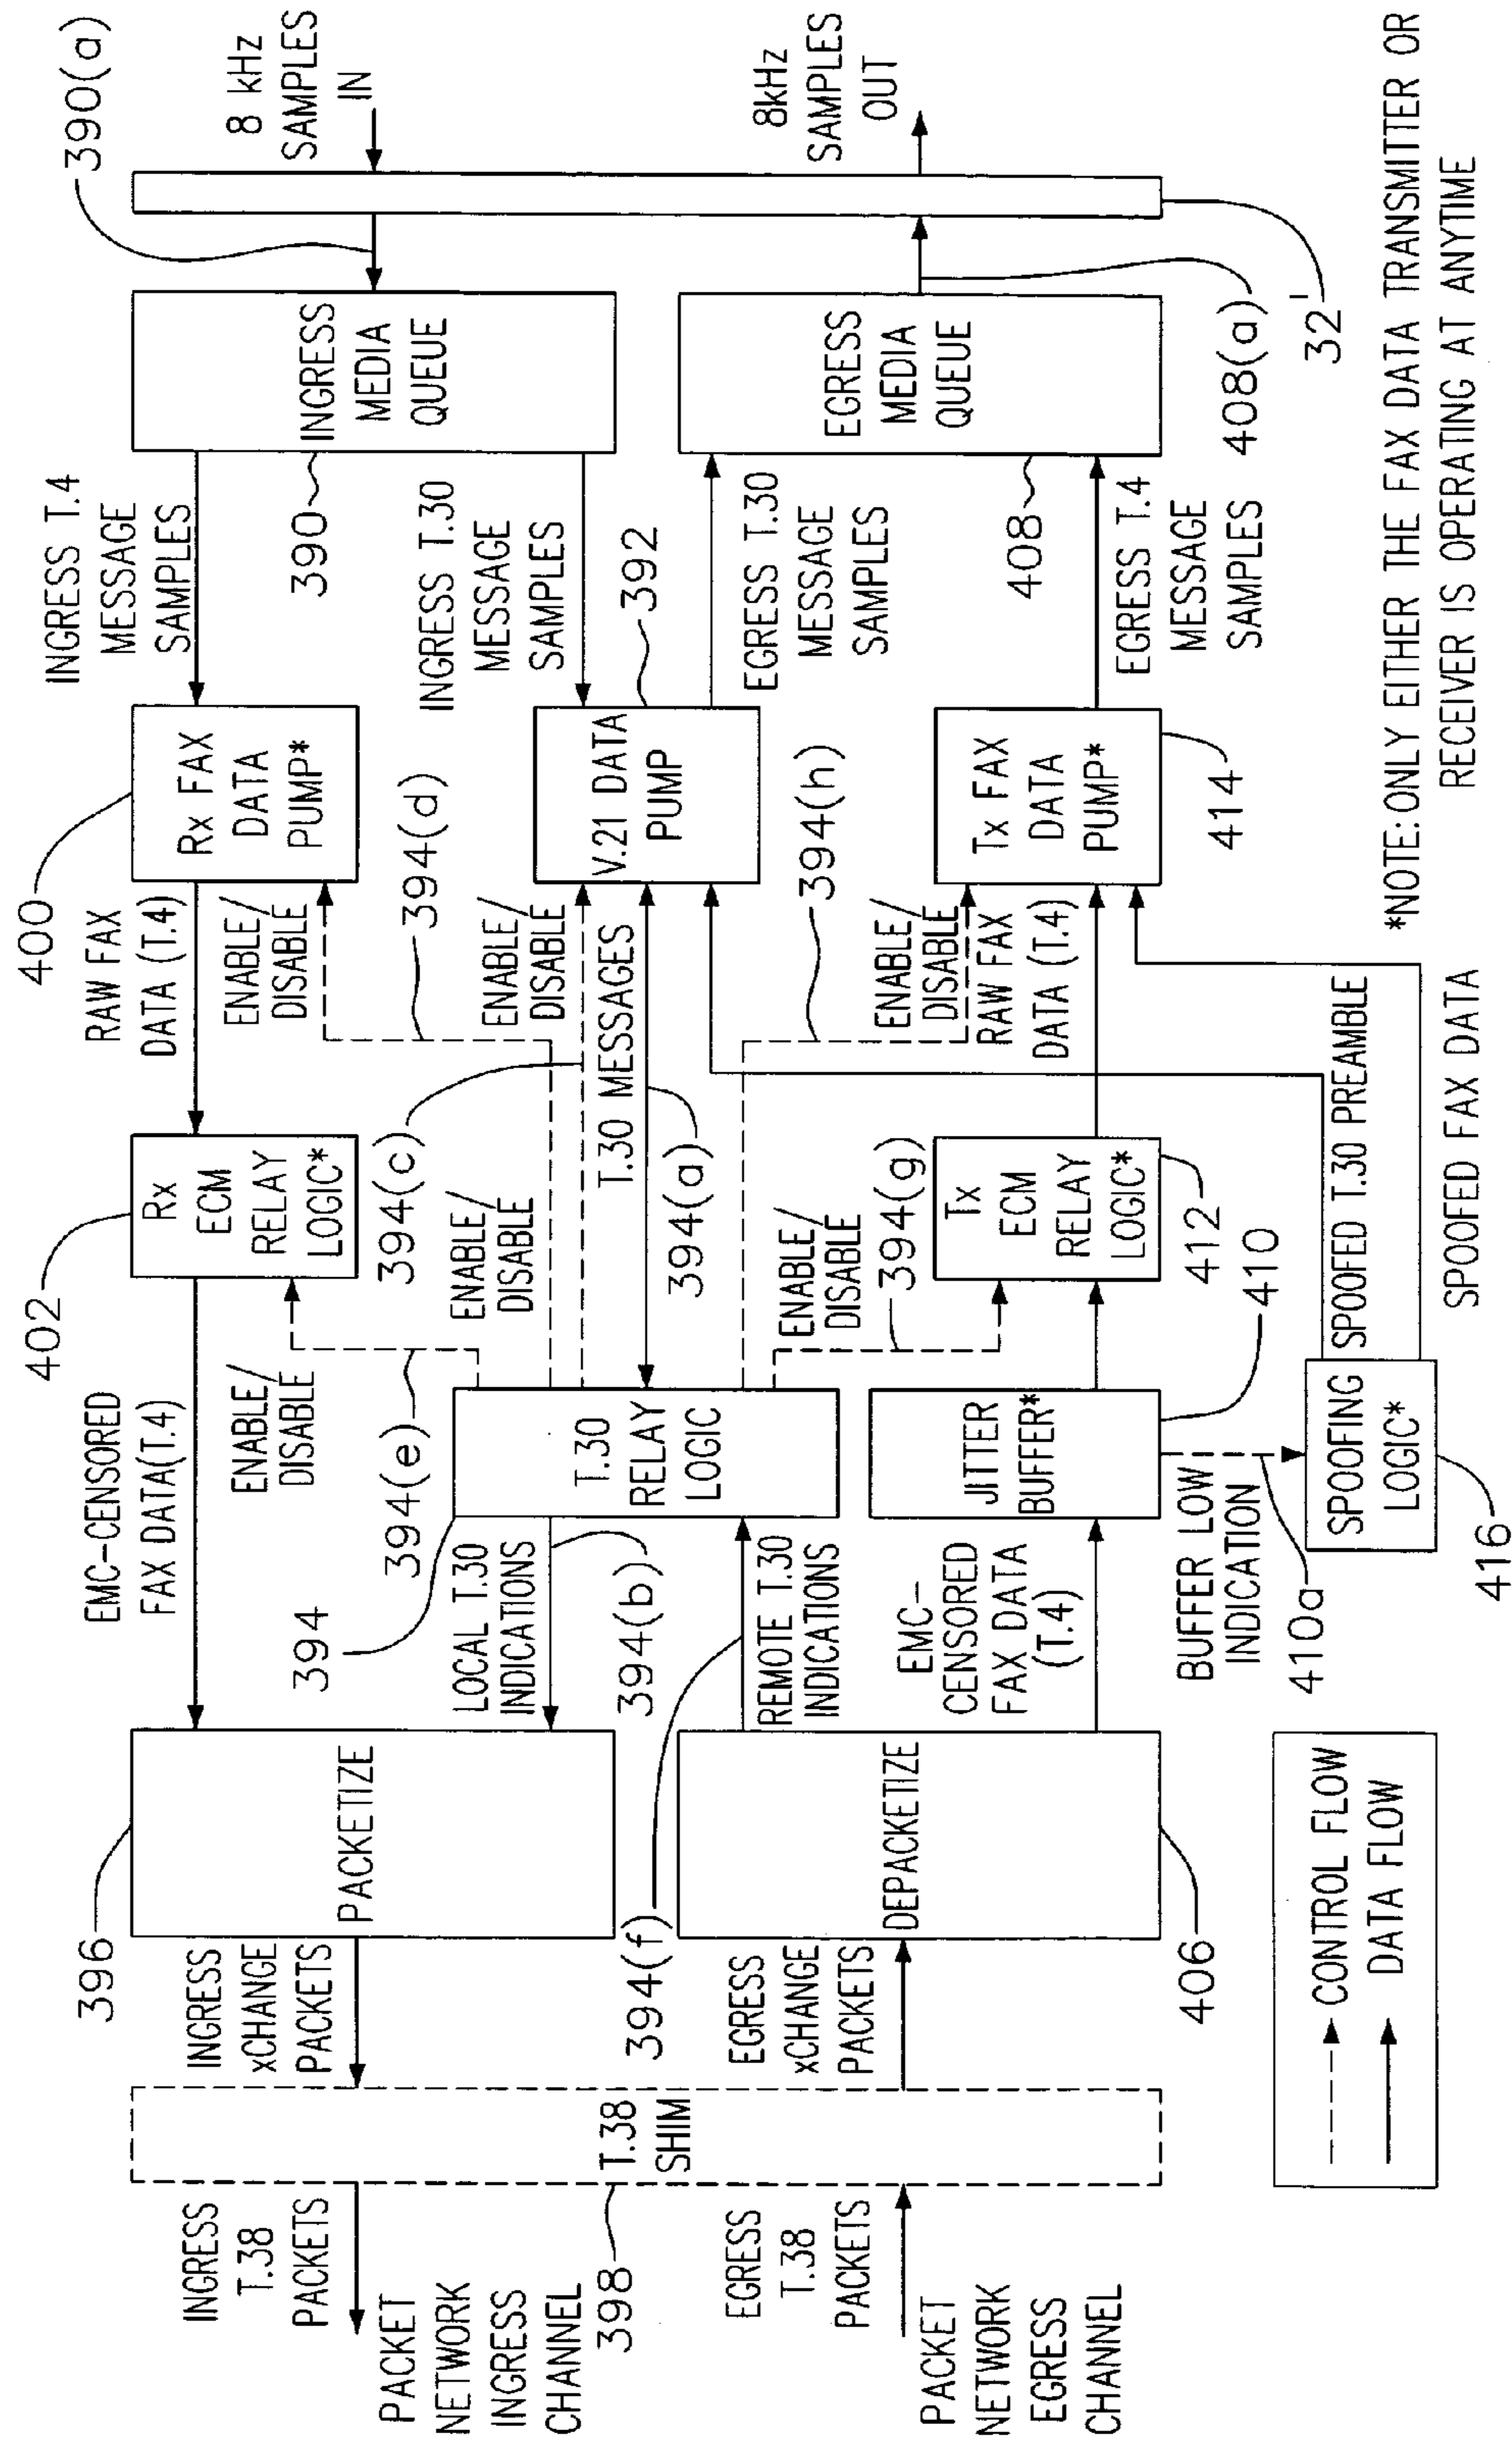 INGRESS
T.38
PACKETS
PACKET
NETWORK
INGRESS
CHANNEL
398
T.38
SHIM
EGRESS
T.38
PACKETS
PACKET
NETWORK
EGRESS
CHANNEL
396
INGRESS
xCHANGE
PACKETS
PACKETIZE
394(f)
EGRESS
xCHANGE
PACKETS
DEPACKETIZE
406
EMC-CENSORED
FAX DATA(T.4)
394
LOCAL T.30
INDICATIONS
394(b)
REMOTE T.30
INDICATIONS
EMC-
CENSORED
FAX DATA
(T.4)
BUFFER LOW
INDICATION
410a
402
ENABLE/
DISABLE
394(e)
T.30
RELAY
LOGIC
JITTER
BUFFER*
SPOOFING
LOGIC*
416
Rx
ECM
RELAY
LOGIC*
394(c)
ENABLE/
DISABLE
T.30 MESSAGES
394(a)
ENABLE/
DISABLE
394(g)
Tx
ECM
RELAY
LOGIC*
412
410
SPOOFED T.30 PREAMBLE
SPOOFED FAX DATA
400
RAW FAX
DATA (T.4)
ENABLE/
DISABLE
394(d)
ENABLE/
DISABLE
394(h)
ENABLE/
DISABLE
RAW FAX
DATA (T.4)
Rx FAX
DATA
PUMP*
V.21 DATA
PUMP
392
Tx FAX
DATA
PUMP*
414
INGRESS T.4
MESSAGE
SAMPLES
390
INGRESS T.30
MESSAGE
SAMPLES
EGRESS T.30
MESSAGE
SAMPLES
408
EGRESS T.4
MESSAGE
SAMPLES
INGRESS
MEDIA
QUEUE
EGRESS
MEDIA
QUEUE
408(a)
32'
390(a)
8 kHz
SAMPLES
IN
8kHz
SAMPLES
OUT
CONTROL FLOW
DATA FLOW
*NOTE: ONLY EITHER THE FAX DATA TRANSMITTER OR
RECEIVER IS OPERATING AT ANYTIME